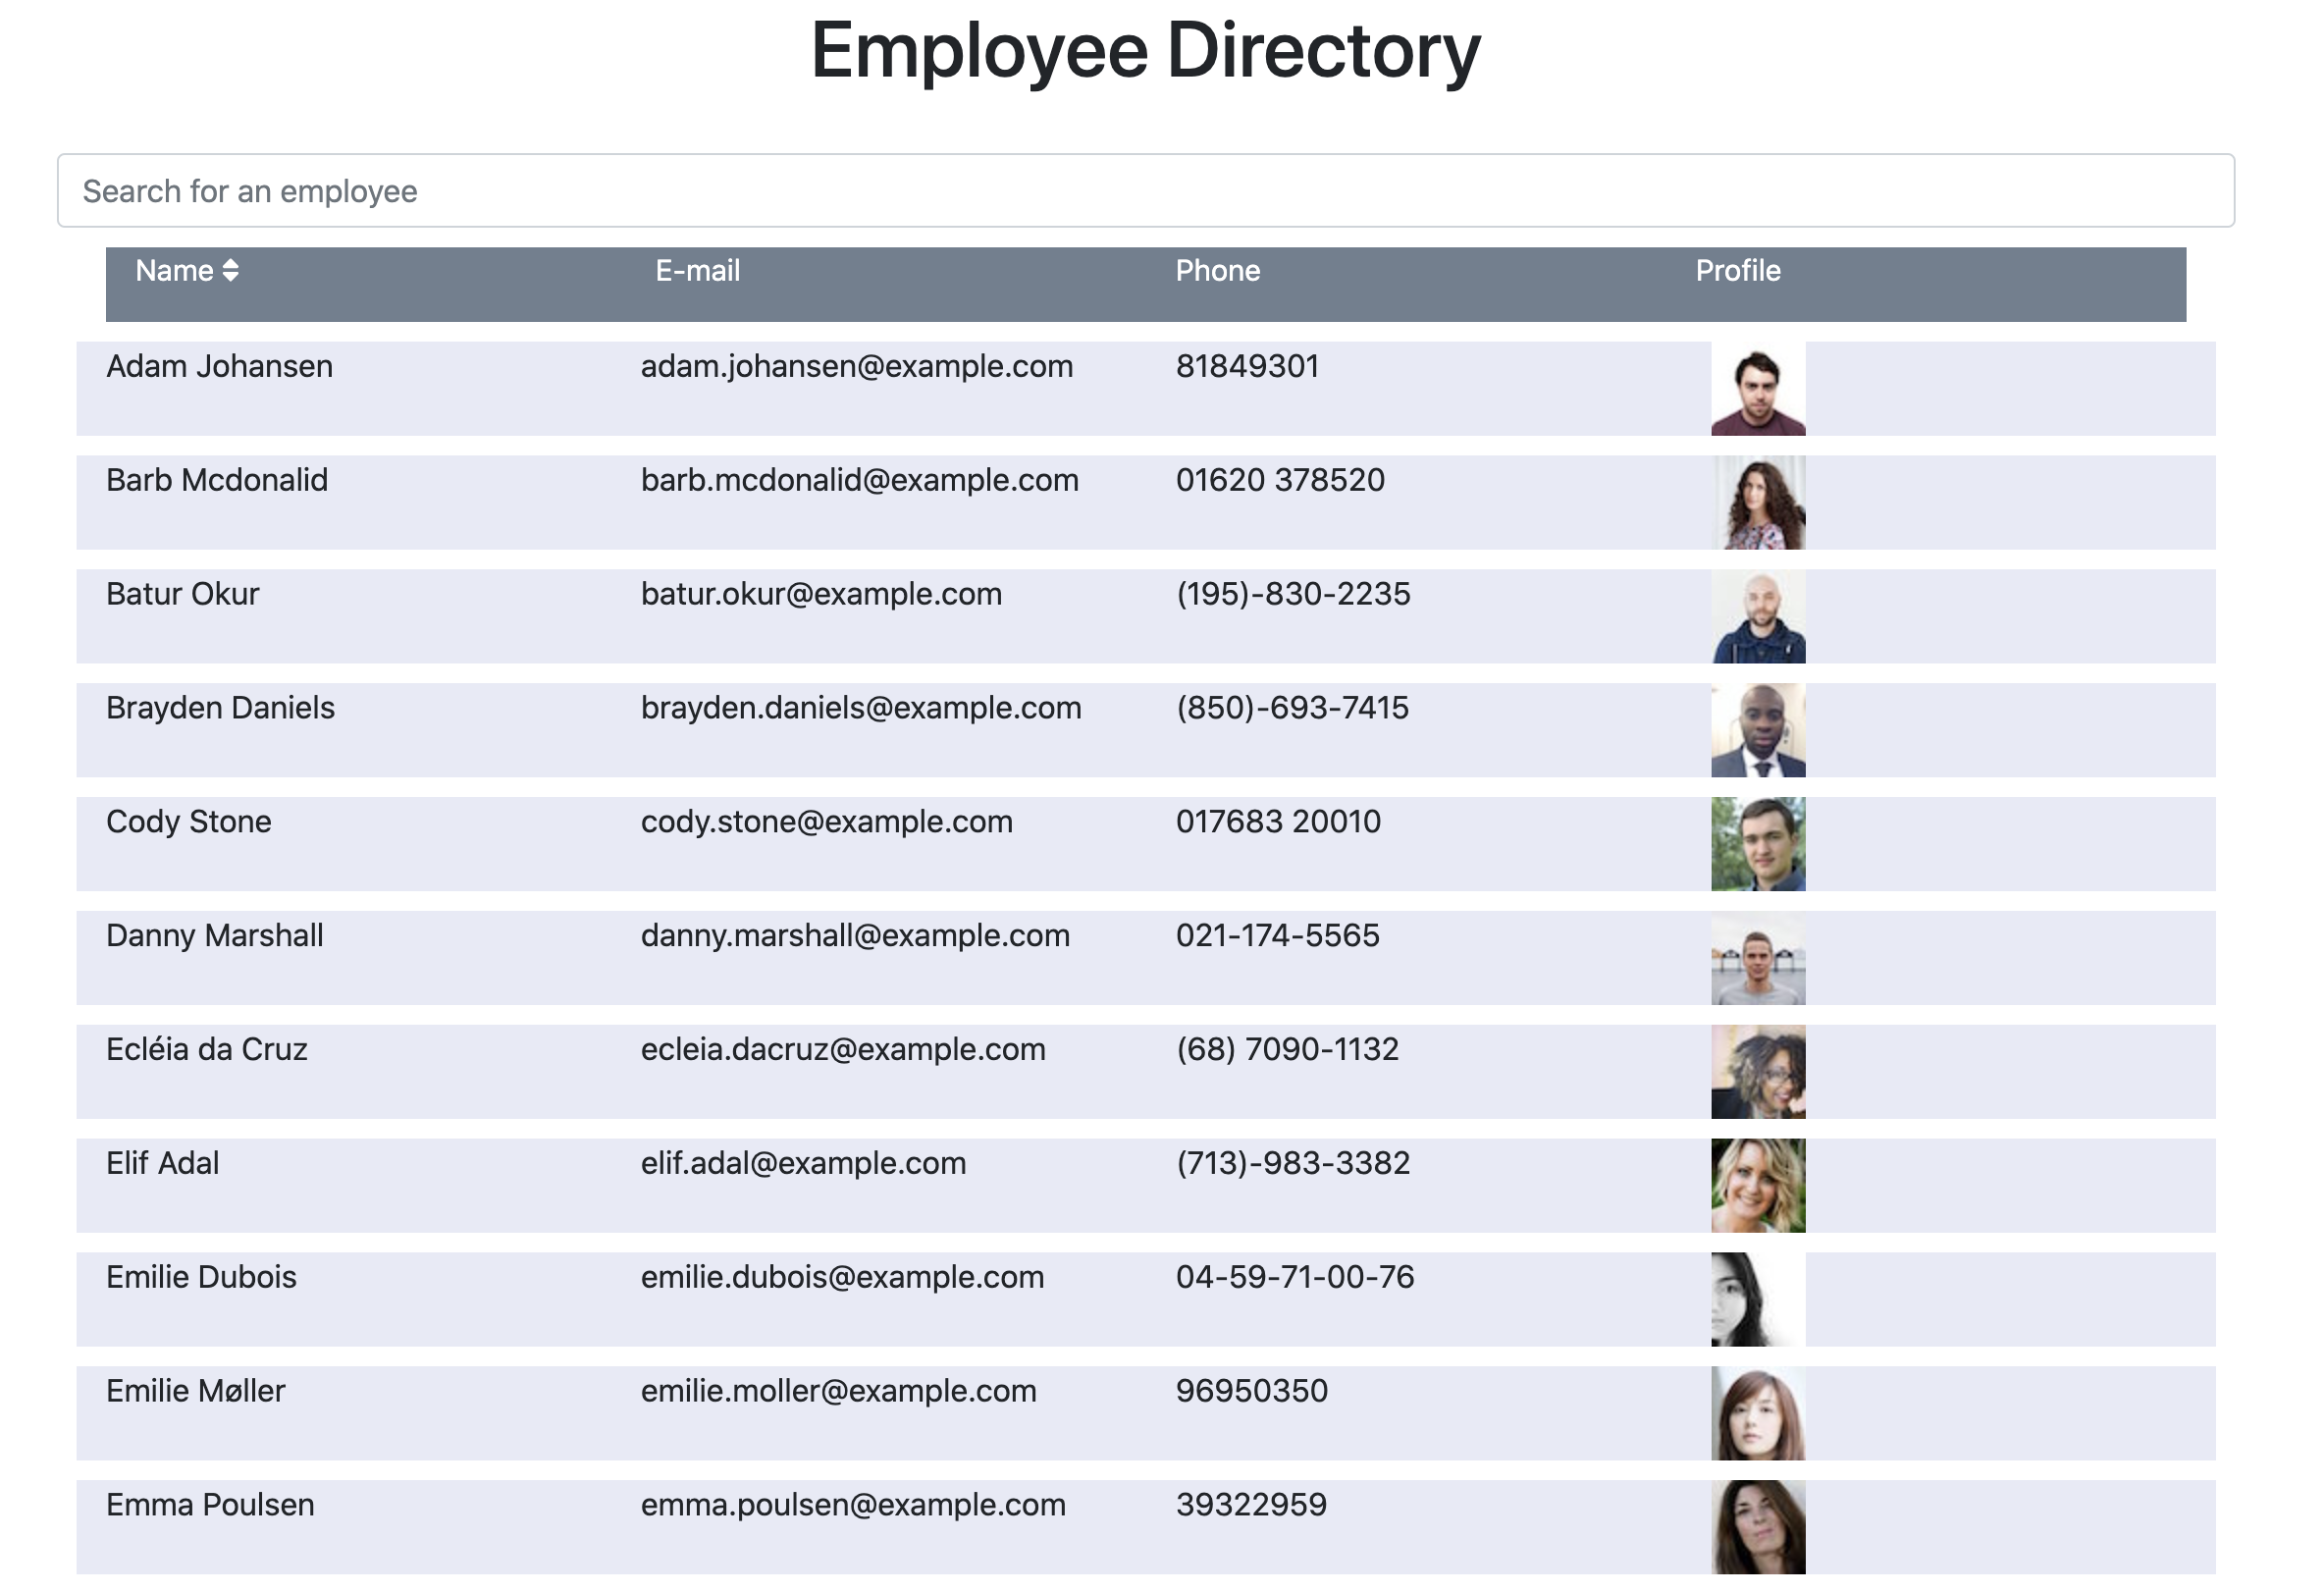 Employee Directory
Search for an employee
Name E-mail Phone Profile
Adam Johansen adam.johansen@example.com 81849301
Barb Mcdonalid barb.mcdonalid@example.com 01620 378520
Batur Okur batur.okur@example.com (195)-830-2235
Brayden Daniels brayden.daniels@example.com (850)-693-7415
Cody Stone cody.stone@example.com 017683 20010
Danny Marshall danny.marshall@example.com 021-174-5565
Ecléia da Cruz ecleia.dacruz@example.com (68) 7090-1132
Elif Adal elif.adal@example.com (713)-983-3382
Emilie Dubois emilie.dubois@example.com 04-59-71-00-76
Emilie Møller emilie.moller@example.com 96950350
Emma Poulsen emma.poulsen@example.com 39322959